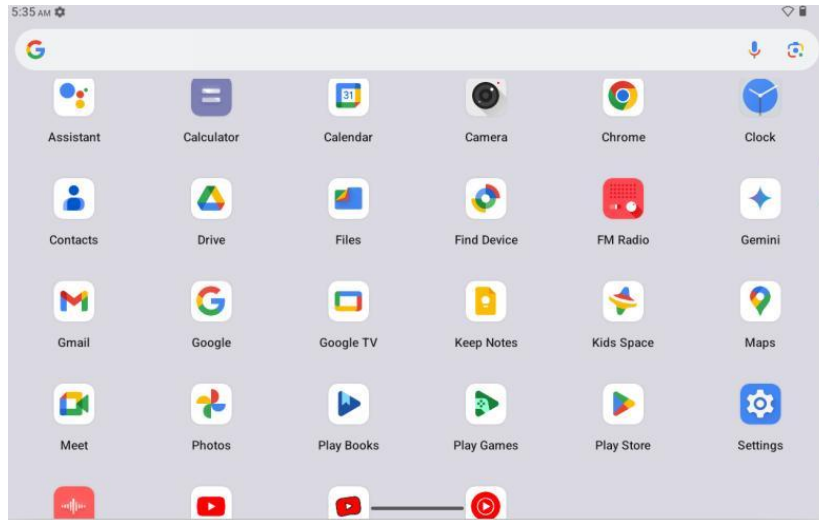 5:35 AM
Assistant Calculator Calendar Camera Chrome Clock
31
Contacts Drive Files Find Device FM Radio Gemini
Gmail Google Google TV Keep Notes Kids Space Maps
Meet Photos Play Books Play Games Play Store Settings